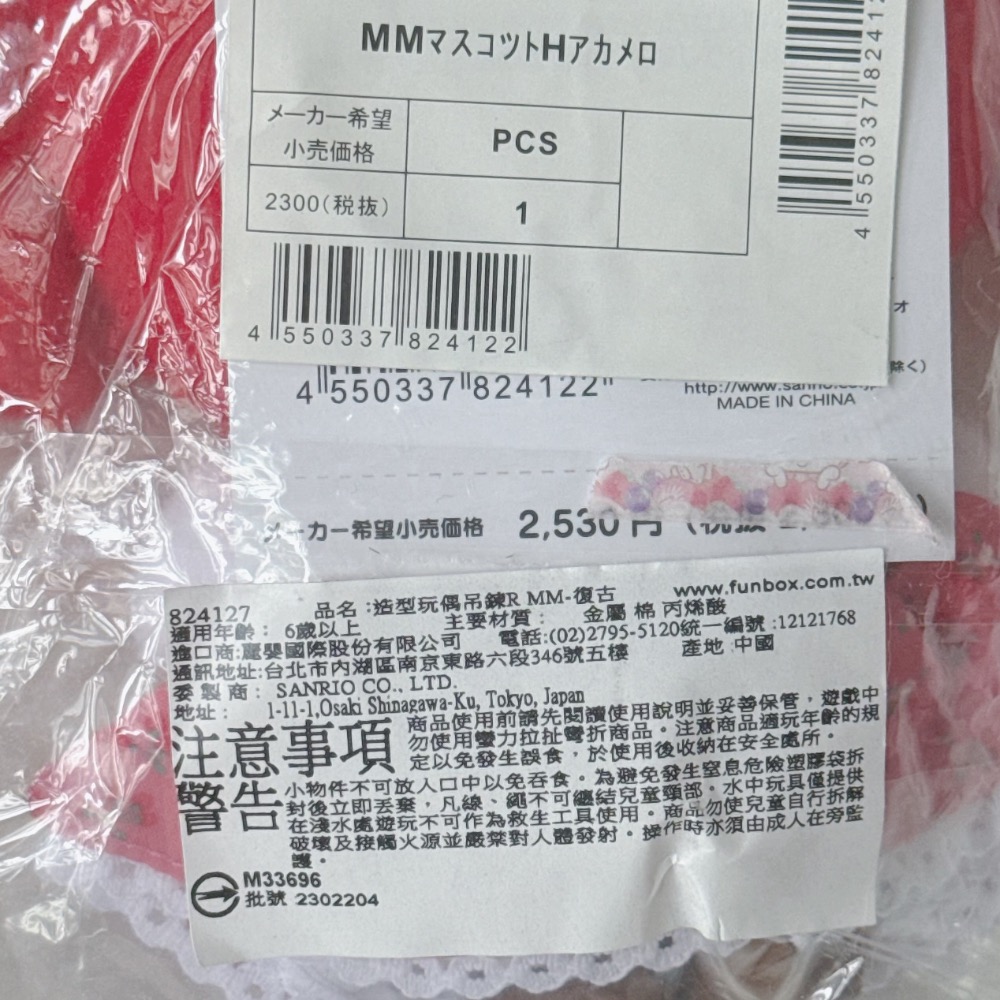 MMマスコツトHアカメロ
メーカー希望
小売価格
PCS
2300(税抜)
1
4 550337 824122
4 550337 82412
4 550337 824122
オ
除く)
http://www.sanrio.co.jp/
MADE IN CHINA
メーカー希望小売価格 2,530円 (税抜
www.funbox.com.tw
824127 品名:造型玩偶吊鍊R MM-復古
適用年齡: 6歲以上 主要材質: 金屬 棉 丙烯酸
進口商:麗嬰國際股份有限公司 電話:(02)2795-5120統一編號:12121768
通訊地址:台北市內湖區南京東路六段346號五樓 產地:中國
委製商: SANRIO CO., LTD.
地址: 1-11-1,Osaki Shinagawa-Ku, Tokyo, Japan
注意事項
商品使用前請先閱讀使用說明並妥善保管，遊戲中
勿使用蠻力拉扯彎折商品。注意商品適玩年齡的規
定以免發生誤食，於使用後收納在安全處所。
警告
小物件不可放入口中以免吞食。為避免發生窒息危險塑膠袋拆
封後立即丟棄，凡線、繩不可纏結兒童頸部。水中玩具僅提供
在淺水處遊玩不可作為救生工具使用。商品勿使兒童自行拆解
破壞及接觸火源並嚴禁對人體發射。操作時亦須由成人在旁監
護。
M33696
批號 2302204